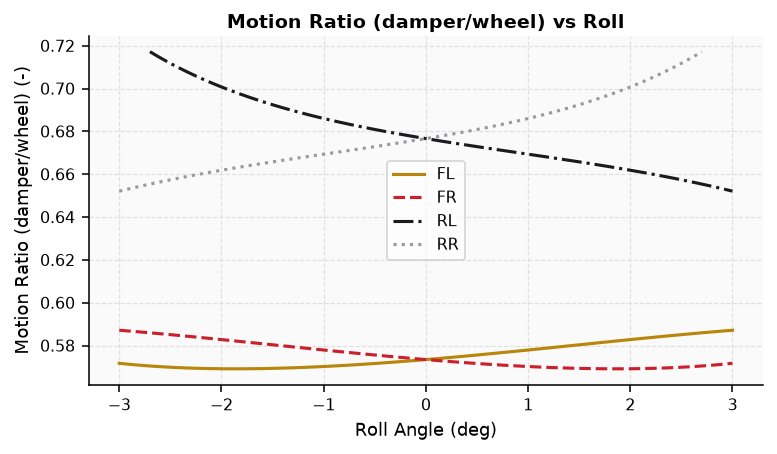 Motion Ratio (damper/wheel) vs Roll
Motion Ratio (damper/wheel) (-)
0.72
0.70
0.68
0.66
0.64
0.62
0.60
0.58
FL
FR
RL
RR
−3
−2
−1
0
1
2
3
Roll Angle (deg)